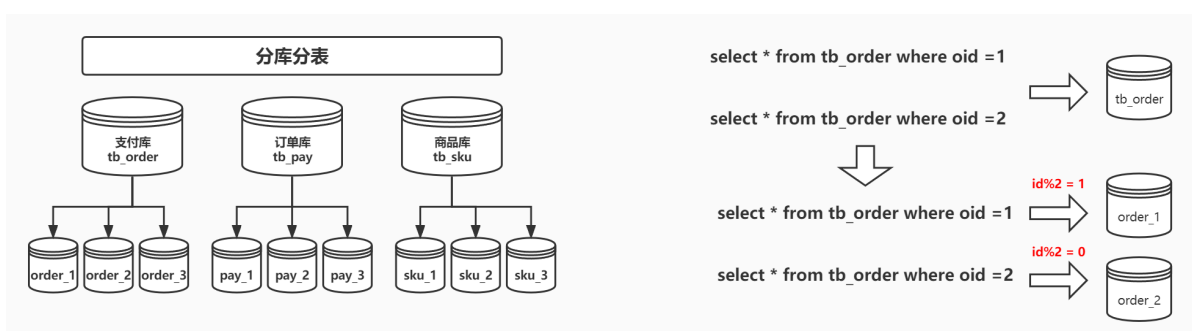 分库分表
支付库
tb_order
订单库
tb_pay
商品库
tb_sku
order_1
order_2
order_3
pay_1
pay_2
pay_3
sku_1
sku_2
sku_3
select * from tb_order where oid =1
select * from tb_order where oid =2
tb_order
select * from tb_order where oid =1
id%2 = 1
order_1
select * from tb_order where oid =2
id%2 = 0
order_2